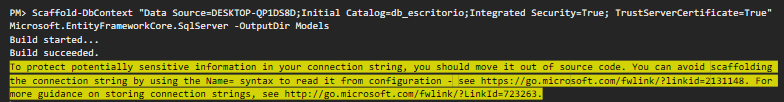 PM> Scaffold-DbContext "Data Source=DESKTOP-QP1DS8D;Initial Catalog=db_escritorio;Integrated Security=True; TrustServerCertificate=True"
Microsoft.EntityFrameworkCore.SqlServer -OutputDir Models
Build started...
Build succeeded.
To protect potentially sensitive information in your connection string, you should move it out of source code. You can avoid scaffolding
the connection string by using the Name= syntax to read it from configuration - see https://go.microsoft.com/fwlink/?linkid=2131148. For
more guidance on storing connection strings, see http://go.microsoft.com/fwlink/?LinkId=723263.